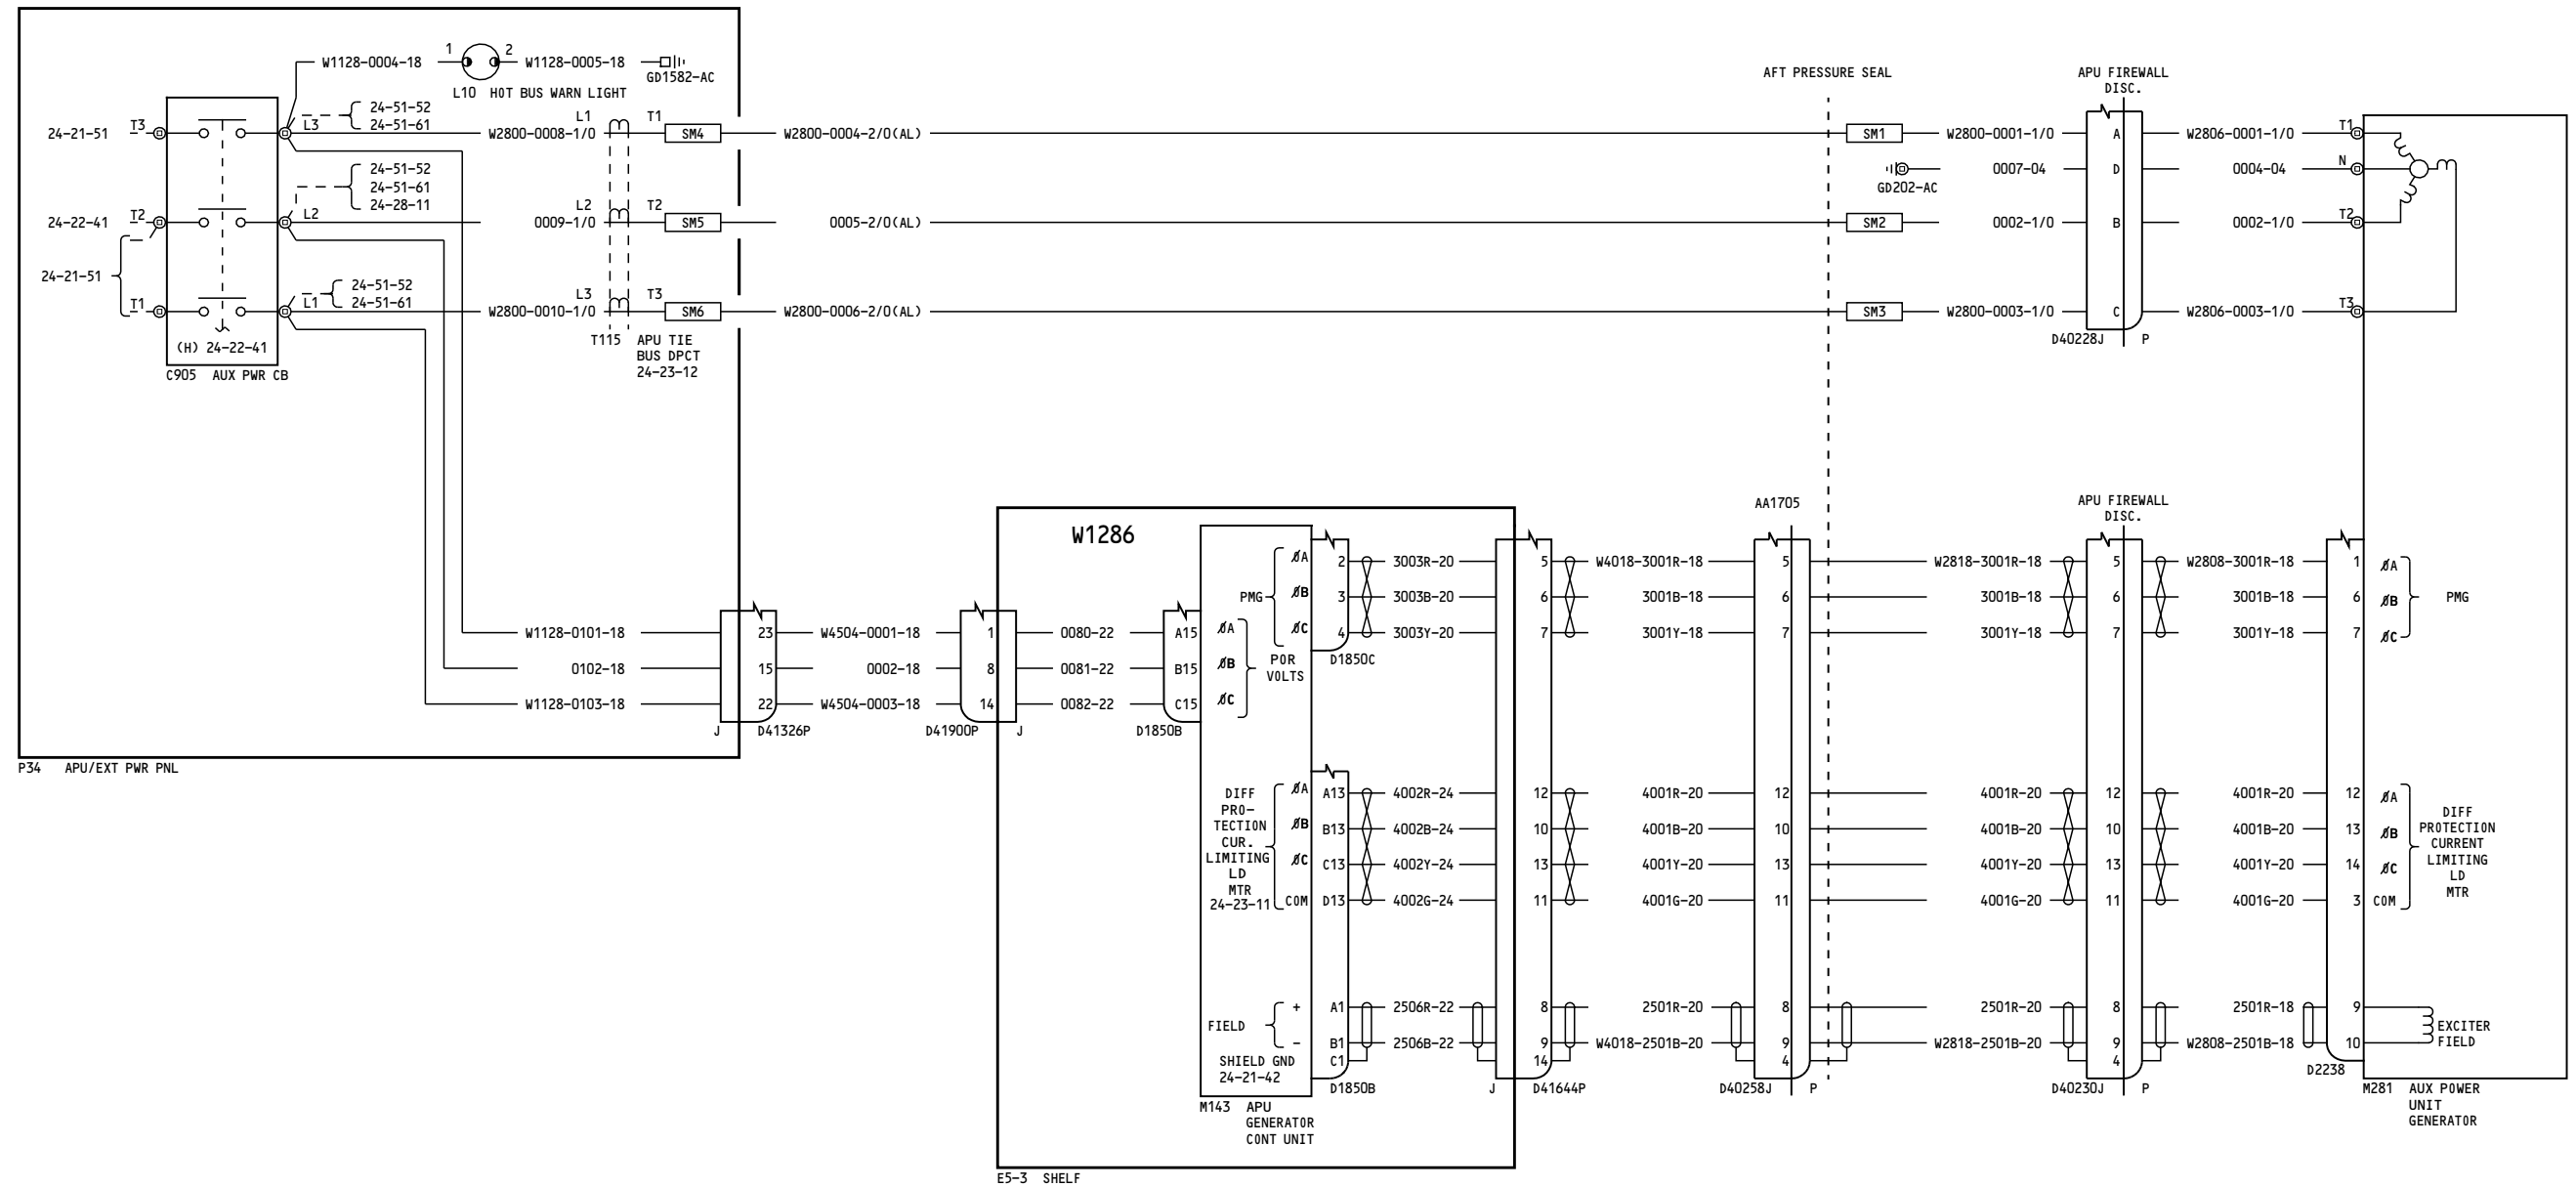 1
2
W1128-0004-18
W1128-0005-18
GD1582-AC
L10 HOT BUS WARN LIGHT
24-51-52
24-51-61
24-21-51
T3
L3
W2800-0008-1/0
L1
T1
SM4
W2800-0004-2/0(AL)
24-51-52
24-51-61
24-28-11
24-22-41
T2
L2
0009-1/0
L2
T2
SM5
0005-2/0(AL)
24-21-51
24-51-52
24-51-61
T1
L1
W2800-0010-1/0
L3
T3
SM6
W2800-0006-2/0(AL)
(H) 24-22-41
C905 AUX PWR CB
T115
APU TIE
BUS DPCT
24-23-12
AFT PRESSURE SEAL
APU FIREWALL
DISC.
SM1
W2800-0001-1/0
A
W2806-0001-1/0
T1
GD202-AC
0007-04
D
0004-04
N
SM2
0002-1/0
B
0002-1/0
T2
SM3
W2800-0003-1/0
C
W2806-0003-1/0
T3
D40228J
P
W1128-0101-18
23
W4504-0001-18
1
0080-22
A15
ØA
0102-18
15
0002-18
8
0081-22
B15
ØB
W1128-0103-18
22
W4504-0003-18
14
0082-22
C15
ØC
POR
VOLTS
J
D41326P
D41900P
J
D1850B
P34 APU/EXT PWR PNL
W1286
AA1705
APU FIREWALL
DISC.
PMG
ØA
2
3003R-20
5
W4018-3001R-18
5
W2818-3001R-18
5
W2808-3001R-18
1
ØA
ØB
3
3003B-20
6
3001B-18
6
3001B-18
6
3001B-18
6
ØB
PMG
ØC
4
3003Y-20
7
3001Y-18
7
3001Y-18
7
3001Y-18
7
ØC
D1850C
DIFF
PRO-
TECTION
CUR.
LIMITING
LD
MTR
24-23-11
ØA
A13
4002R-24
12
4001R-20
12
4001R-20
12
4001R-20
12
ØA
ØB
B13
4002B-24
10
4001B-20
10
4001B-20
10
4001B-20
13
ØB
ØC
C13
4002Y-24
13
4001Y-20
13
4001Y-20
13
4001Y-20
14
ØC
COM
D13
4002G-24
11
4001G-20
11
4001G-20
11
4001G-20
3
COM
DIFF
PROTECTION
CURRENT
LIMITING
LD
MTR
FIELD
+
A1
2506R-22
8
2501R-20
8
2501R-20
8
2501R-18
9
−
B1
2506B-22
9
W4018-2501B-20
9
W2818-2501B-20
9
W2808-2501B-18
10
EXCITER
FIELD
SHIELD GND
24-21-42
C1
14
4
4
D1850B
J
D41644P
D40258J
P
D40230J
P
D2238
M143 APU
GENERATOR
CONT UNIT
M281 AUX POWER
UNIT
GENERATOR
E5-3 SHELF